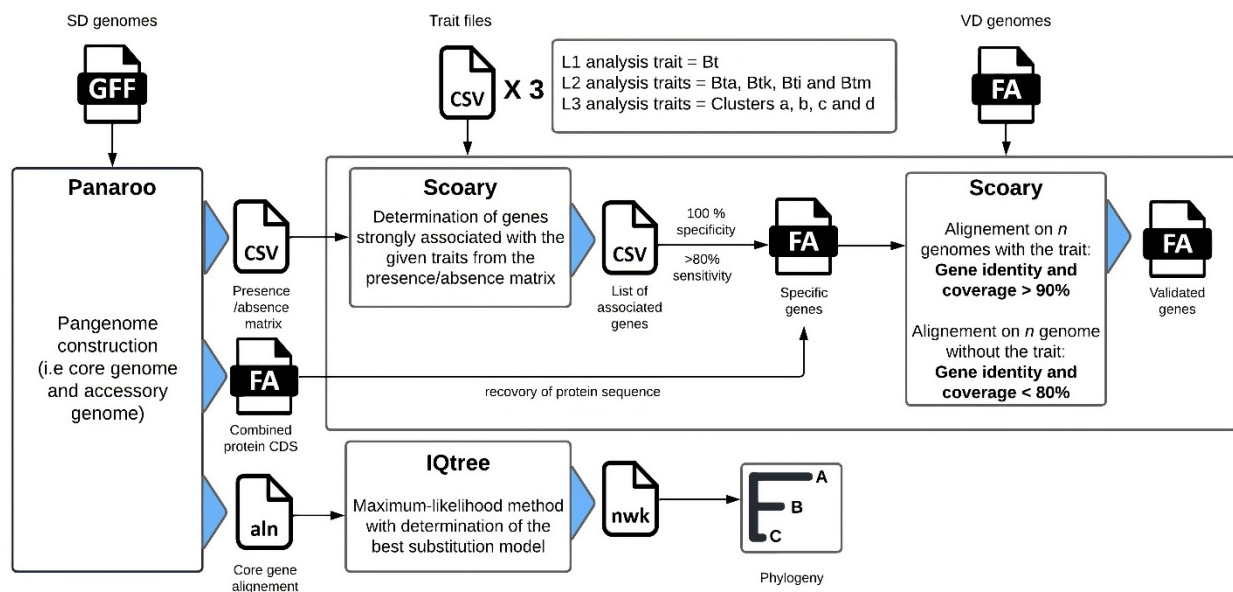 SD genomes
GFF
Trait files
CSV
X 3
L1 analysis trait = Bt
L2 analysis traits = Bta, Btk, Bti and Btm
L3 analysis traits = Clusters a, b, c and d
VD genomes
FA
Panaroo
Pangenome
construction
(i.e core genome
and accessory
genome)
CSV
Presence
/absence
matrix
FA
Combined
protein CDS
aln
Core gene
alignement
Scoary
Determination of genes
strongly associated with the
given traits from the
presence/absence matrix
CSV
List of
associated
genes
100 %
specificity
>80%
sensitivity
FA
Specific
genes
recovery of protein sequence
Scoary
Alignement on n
genomes with the trait:
Gene identity and
coverage > 90%
Alignement on n genome
without the trait:
Gene identity and
coverage < 80%
FA
Validated
genes
IQtree
Maximum-likelihood method
with determination of the
best substitution model
nwk
A
B
C
Phylogeny